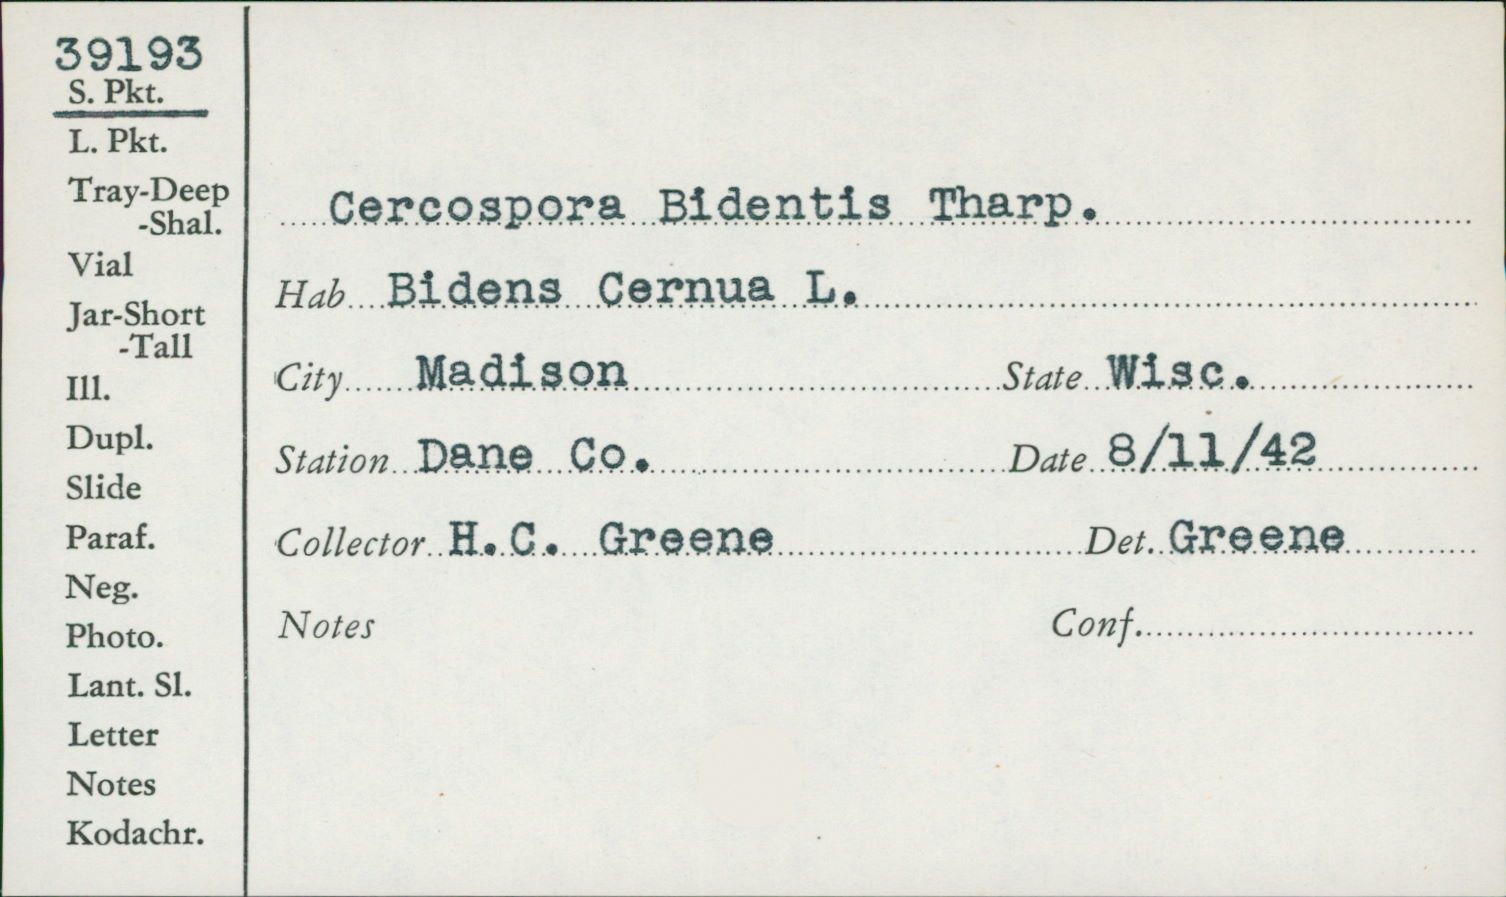 39193
S. Pkt.
L. Pkt.
Tray-Deep
-Shal.
Vial
Jar-Short
-Tall
Ill.
Dupl.
Slide
Paraf.
Neg.
Photo.
Lant. Sl.
Letter
Notes
Kodachr.
Cercospora Bidentis Tharp.
Hab Bidens Cernua L.
City Madison State Wisc.
Station Dane Co. Date 8/11/42
Collector H.C. Greene Det. Greene
Notes Conf.